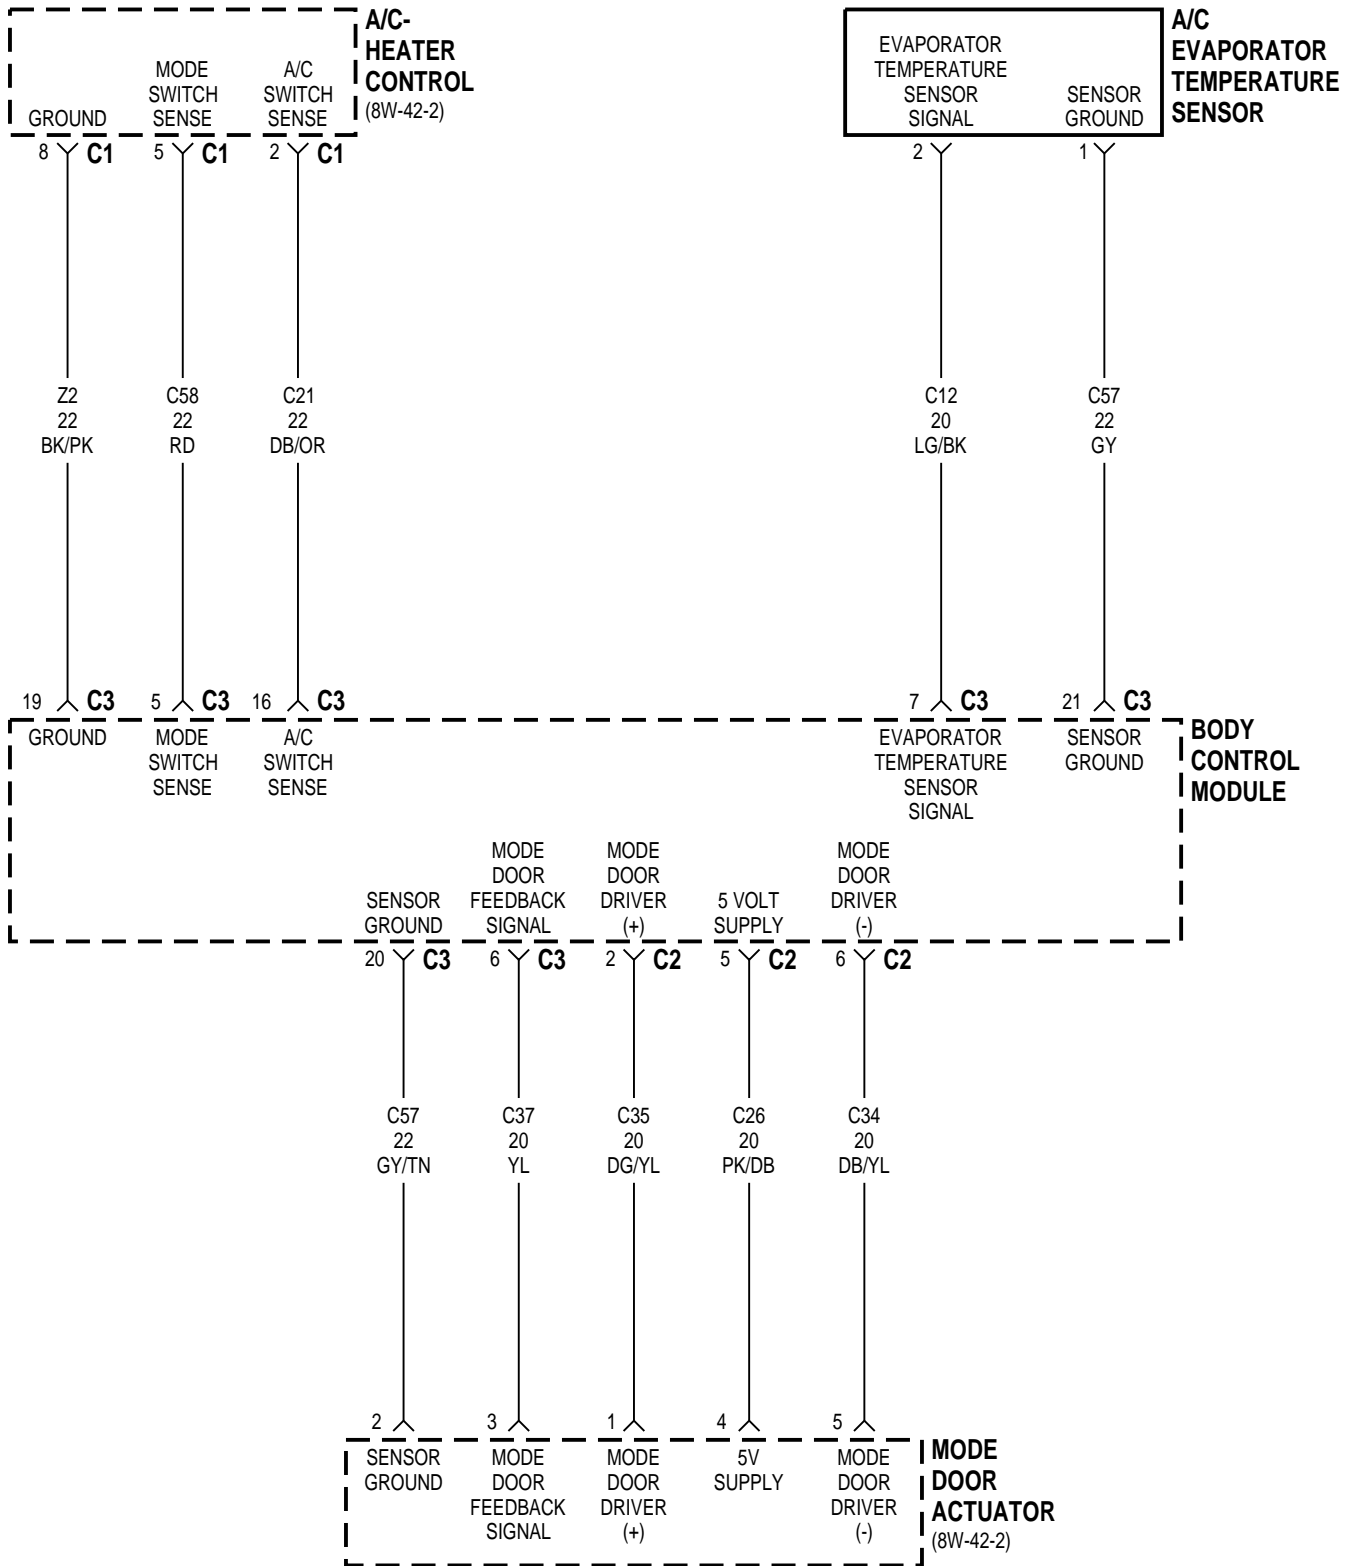 A/C-
HEATER
CONTROL
(8W-42-2)
GROUND
MODE
SWITCH
SENSE
A/C
SWITCH
SENSE
8 C1
5 C1
2 C1
A/C
EVAPORATOR
TEMPERATURE
SENSOR
EVAPORATOR
TEMPERATURE
SENSOR
SIGNAL
SENSOR
GROUND
2
1
Z2
22
BK/PK
C58
22
RD
C21
22
DB/OR
C12
20
LG/BK
C57
22
GY
19 C3
5 C3
16 C3
7 C3
21 C3
GROUND
MODE
SWITCH
SENSE
A/C
SWITCH
SENSE
EVAPORATOR
TEMPERATURE
SENSOR
SIGNAL
SENSOR
GROUND
BODY
CONTROL
MODULE
SENSOR
GROUND
MODE
DOOR
FEEDBACK
SIGNAL
MODE
DOOR
DRIVER
(+)
5 VOLT
SUPPLY
MODE
DOOR
DRIVER
(-)
20 C3
6 C3
2 C2
5 C2
6 C2
C57
22
GY/TN
C37
20
YL
C35
20
DG/YL
C26
20
PK/DB
C34
20
DB/YL
2
3
1
4
5
SENSOR
GROUND
MODE
DOOR
FEEDBACK
SIGNAL
MODE
DOOR
DRIVER
(+)
5V
SUPPLY
MODE
DOOR
DRIVER
(-)
MODE
DOOR
ACTUATOR
(8W-42-2)